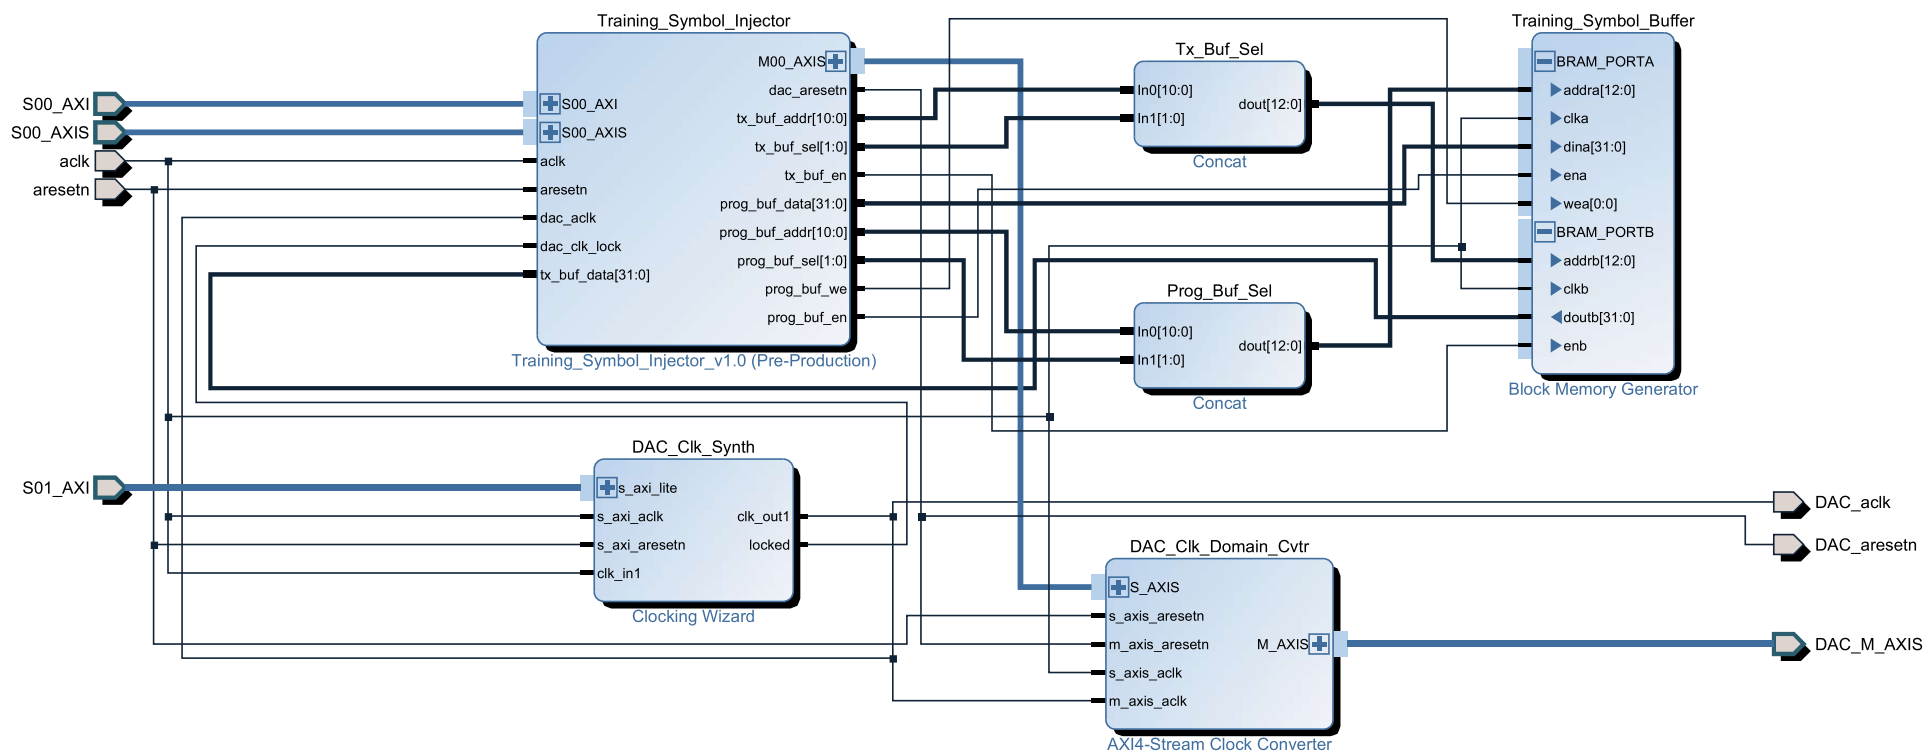 Training_Symbol_Injector
M00_AXIS
dac_aresetn
tx_buf_addr[10:0]
tx_buf_sel[1:0]
tx_buf_en
prog_buf_data[31:0]
prog_buf_addr[10:0]
prog_buf_sel[1:0]
prog_buf_we
prog_buf_en
S00_AXI
S00_AXIS
aclk
aresetn
dac_aclk
dac_clk_lock
tx_buf_data[31:0]
Training_Symbol_Injector_v1.0 (Pre-Production)
S00_AXI
S00_AXIS
aclk
aresetn
S01_AXI
Tx_Buf_Sel
In0[10:0]
In1[1:0]
dout[12:0]
Concat
Prog_Buf_Sel
In0[10:0]
In1[1:0]
dout[12:0]
Concat
Training_Symbol_Buffer
BRAM_PORTA
addra[12:0]
clka
dina[31:0]
ena
wea[0:0]
BRAM_PORTB
addrb[12:0]
clkb
doutb[31:0]
enb
Block Memory Generator
DAC_Clk_Synth
s_axi_lite
s_axi_aclk
s_axi_aresetn
clk_in1
clk_out1
locked
Clocking Wizard
DAC_Clk_Domain_Cvtr
S_AXIS
s_axis_aresetn
m_axis_aresetn
s_axis_aclk
m_axis_aclk
M_AXIS
AXI4-Stream Clock Converter
DAC_aclk
DAC_aresetn
DAC_M_AXIS